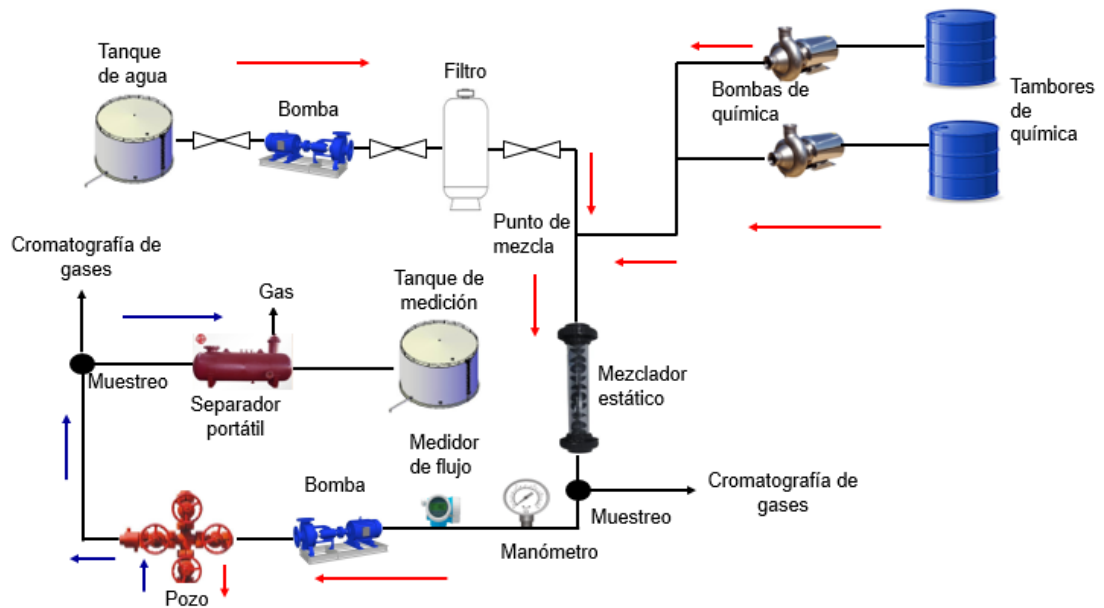 Tanque
de agua
Bomba
Filtro
Bombas de
química
Tambores
de
química
Punto de
mezcla
Cromatografía de
gases
Gas
Tanque de
medición
Muestreo
Separador
portátil
Mezclador
estático
Medidor
de flujo
Bomba
Cromatografía de
gases
Muestreo
Manómetro
Pozo